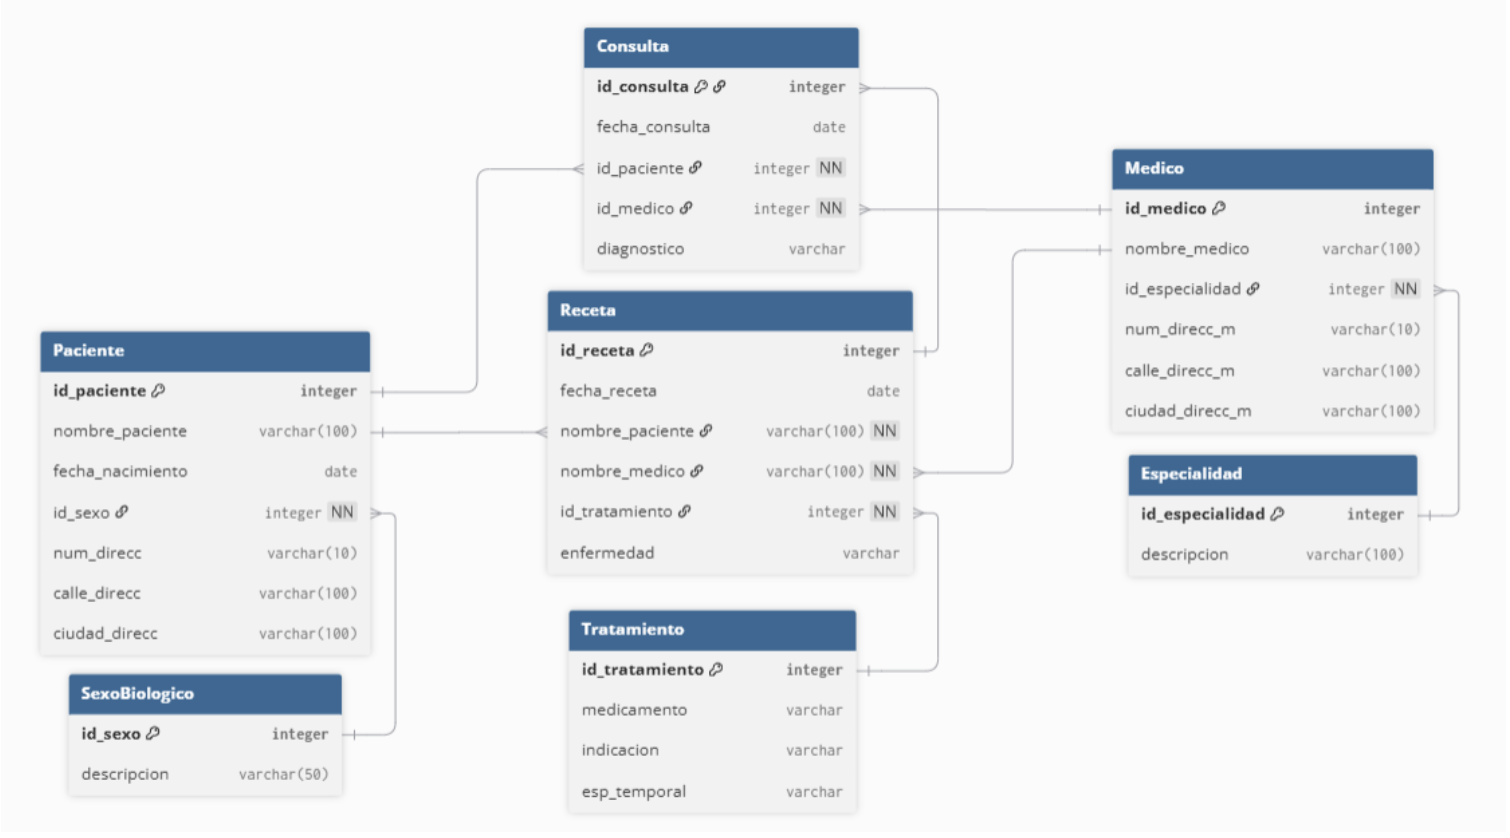 Consulta
id_consulta integer
fecha_consulta date
id_paciente integer NN
id_medico integer NN
diagnostico varchar
Medico
id_medico integer
nombre_medico varchar(100)
id_especialidad integer NN
num_direcc_m varchar(10)
calle_direcc_m varchar(100)
ciudad_direcc_m varchar(100)
Receta
id_receta integer
fecha_receta date
nombre_paciente varchar(100) NN
nombre_medico varchar(100) NN
id_tratamiento integer NN
enfermedad varchar
Paciente
id_paciente integer
nombre_paciente varchar(100)
fecha_nacimiento date
id_sexo integer NN
num_direcc varchar(10)
calle_direcc varchar(100)
ciudad_direcc varchar(100)
Especialidad
id_especialidad integer
descripcion varchar(100)
Tratamiento
id_tratamiento integer
medicamento varchar
indicacion varchar
esp_temporal varchar
SexoBiologico
id_sexo integer
descripcion varchar(50)